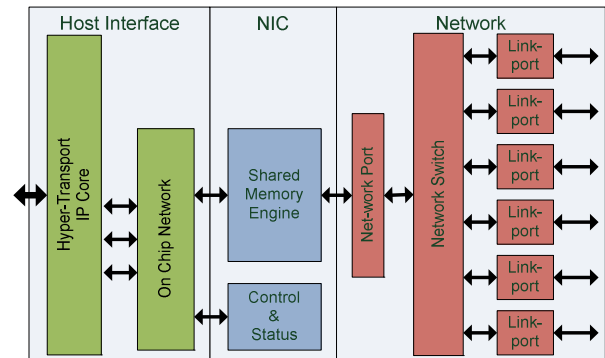 Host Interface
NIC
Network
Hyper-Transport
IP Core
On Chip Network
Shared
Memory
Engine
Control
&
Status
Net-work Port
Network Switch
Link-
port
Link-
port
Link-
port
Link-
port
Link-
port
Link-
port